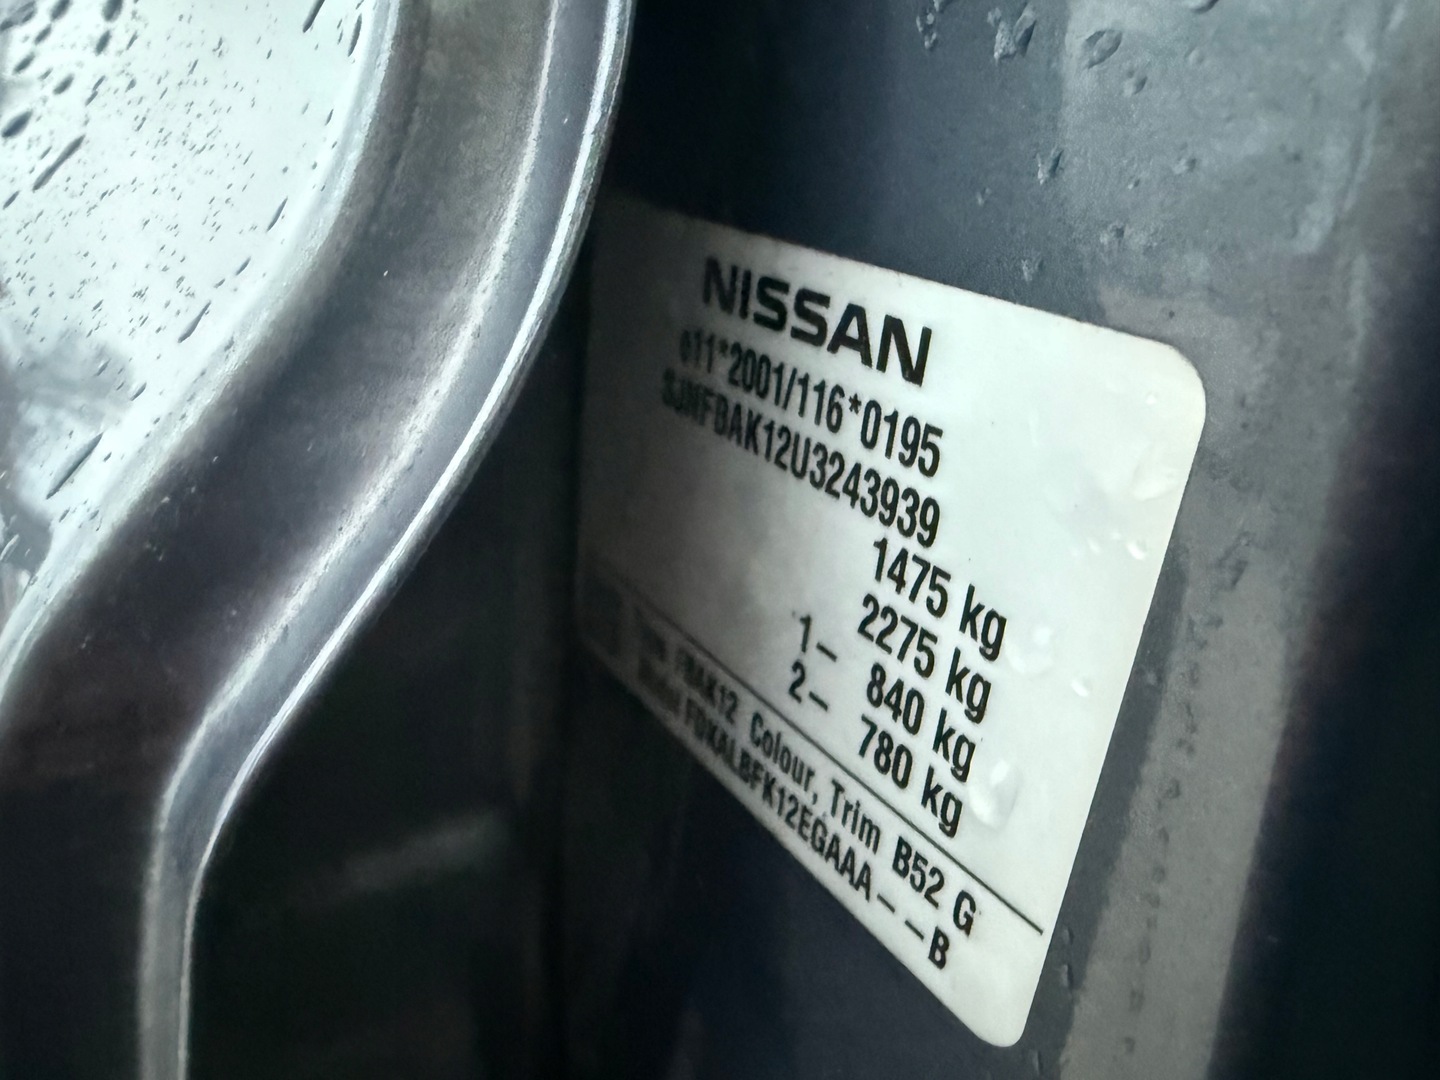 NISSAN
e11*2001/116*0195
SJNFBAK12U3243939
1475 kg
2275 kg
1- 840 kg
2- 780 kg
FBAK12 Colour, Trim B52 G
Model FDKALBFK12EGAAA--B